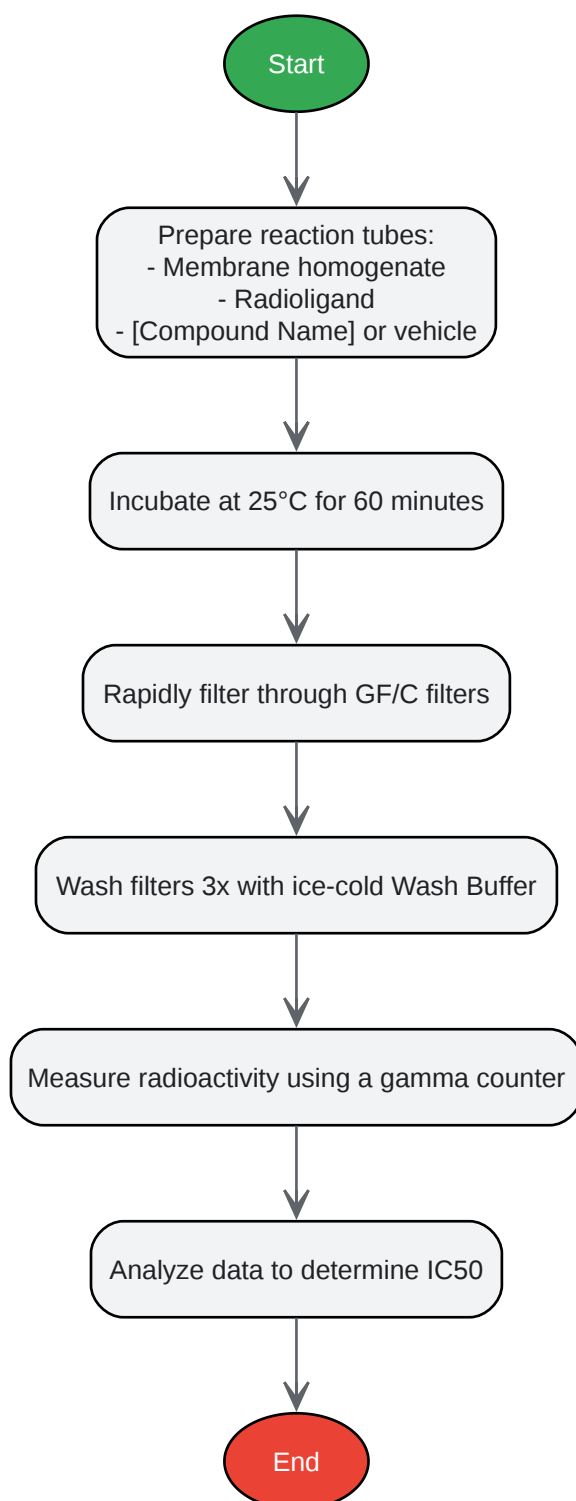 Start
Prepare reaction tubes:
- Membrane homogenate
- Radioligand
- [Compound Name] or vehicle
Incubate at 25°C for 60 minutes
Rapidly filter through GF/C filters
Wash filters 3x with ice-cold Wash Buffer
Measure radioactivity using a gamma counter
Analyze data to determine IC50
End